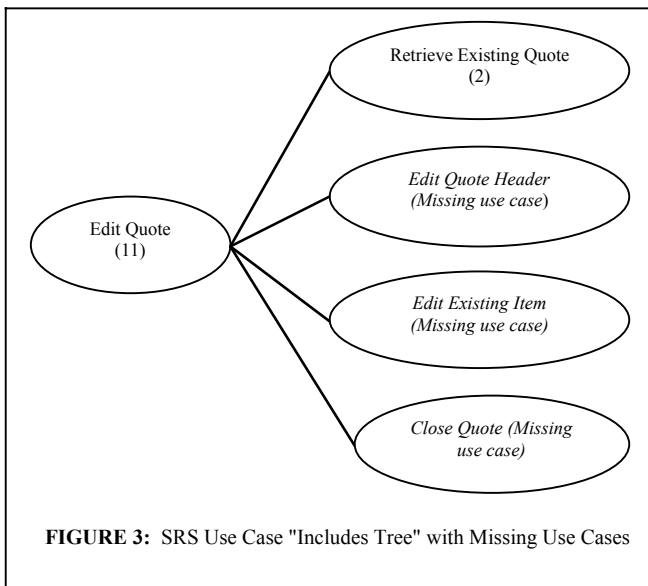 Retrieve Existing Quote
(2)
Edit Quote Header
(Missing use case)
Edit Quote
(11)
Edit Existing Item
(Missing use case)
Close Quote (Missing
use case)
FIGURE 3: SRS Use Case "Includes Tree" with Missing Use Cases